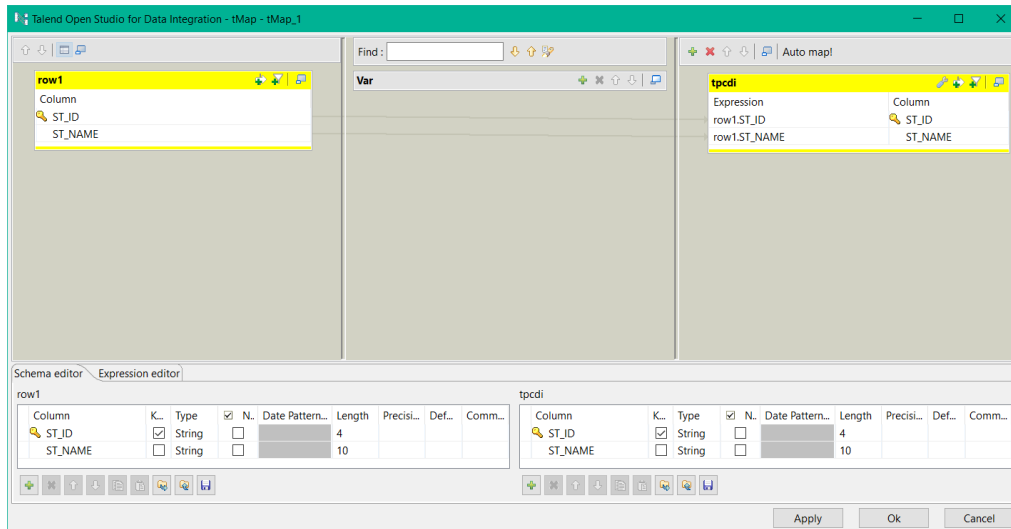 Talend Open Studio for Data Integration - tMap - tMap_1
Find :
Auto map!
row1
Column
ST_ID
ST_NAME
Var
tpcdi
Expression Column
row1.ST_ID ST_ID
row1.ST_NAME ST_NAME
Schema editor Expression editor
row1
Column K... Type N.. Date Pattern... Length Precisi... Def... Comm...
ST_ID String 4
ST_NAME String 10
tpcdi
Column K... Type N.. Date Pattern... Length Precisi... Def... Comm...
ST_ID String 4
ST_NAME String 10
Apply Ok Cancel